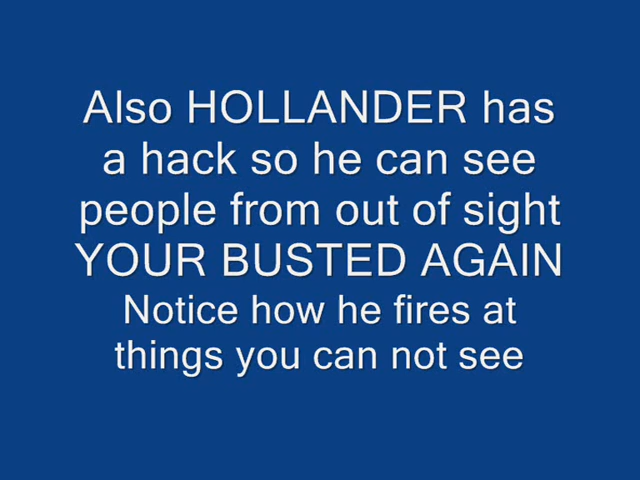 Also HOLLANDER has
a hack so he can see
people from out of sight
YOUR BUSTED AGAIN
Notice how he fires at
things you can not see